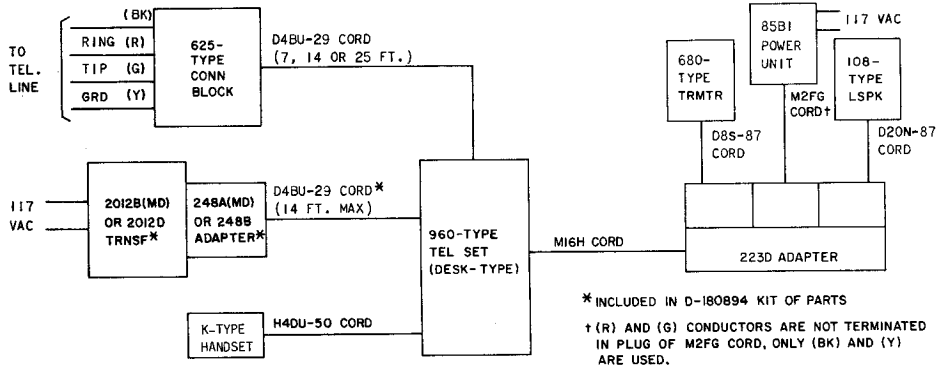 TO
TEL.
LINE
(BK)
RING (R)
TIP (G)
GRD (Y)
625-
TYPE
CONN
BLOCK
D4BU-29 CORD
(7, 14 OR 25 FT.)
117
VAC
2012B(MD)
OR 2012D
TRNSF*
248A(MD)
OR 248B
ADAPTER*
D4BU-29 CORD*
(14 FT. MAX)
K-TYPE
HANDSET
H4DU-50 CORD
960-TYPE
TEL SET
(DESK-TYPE)
M16H CORD
680-
TYPE
TRMTR
D8S-87
CORD
85B1
POWER
UNIT
117 VAC
M2FG
CORD†
108-
TYPE
LSPK
D20N-87
CORD
223D ADAPTER
* INCLUDED IN D-180894 KIT OF PARTS
† (R) AND (G) CONDUCTORS ARE NOT TERMINATED
IN PLUG OF M2FG CORD, ONLY (BK) AND (Y)
ARE USED.